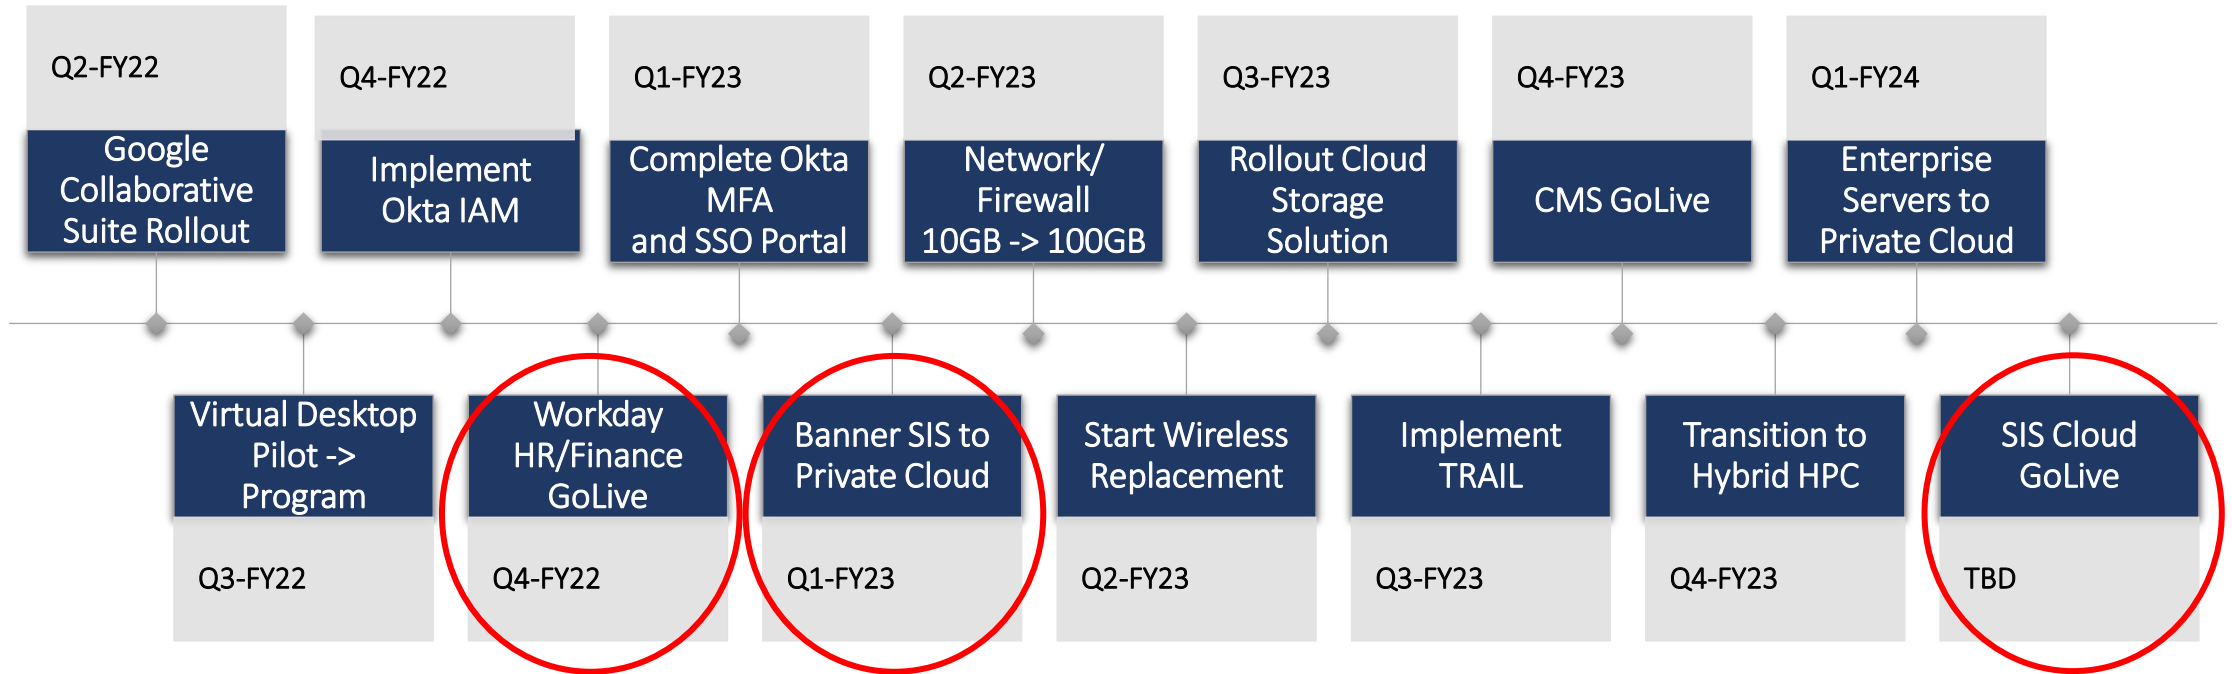 Q2-FY22
Google
Collaborative
Suite Rollout
Q4-FY22
Implement
Okta IAM
Q1-FY23
Complete Okta
MFA
and SSO Portal
Q2-FY23
Network/
Firewall
10GB -> 100GB
Q3-FY23
Rollout Cloud
Storage
Solution
Q4-FY23
CMS GoLive
Q1-FY24
Enterprise
Servers to
Private Cloud
Virtual Desktop
Pilot ->
Program
Q3-FY22
Workday
HR/Finance
GoLive
Q4-FY22
Banner SIS to
Private Cloud
Q1-FY23
Start Wireless
Replacement
Q2-FY23
Implement
TRAIL
Q3-FY23
Transition to
Hybrid HPC
Q4-FY23
SIS Cloud
GoLive
TBD